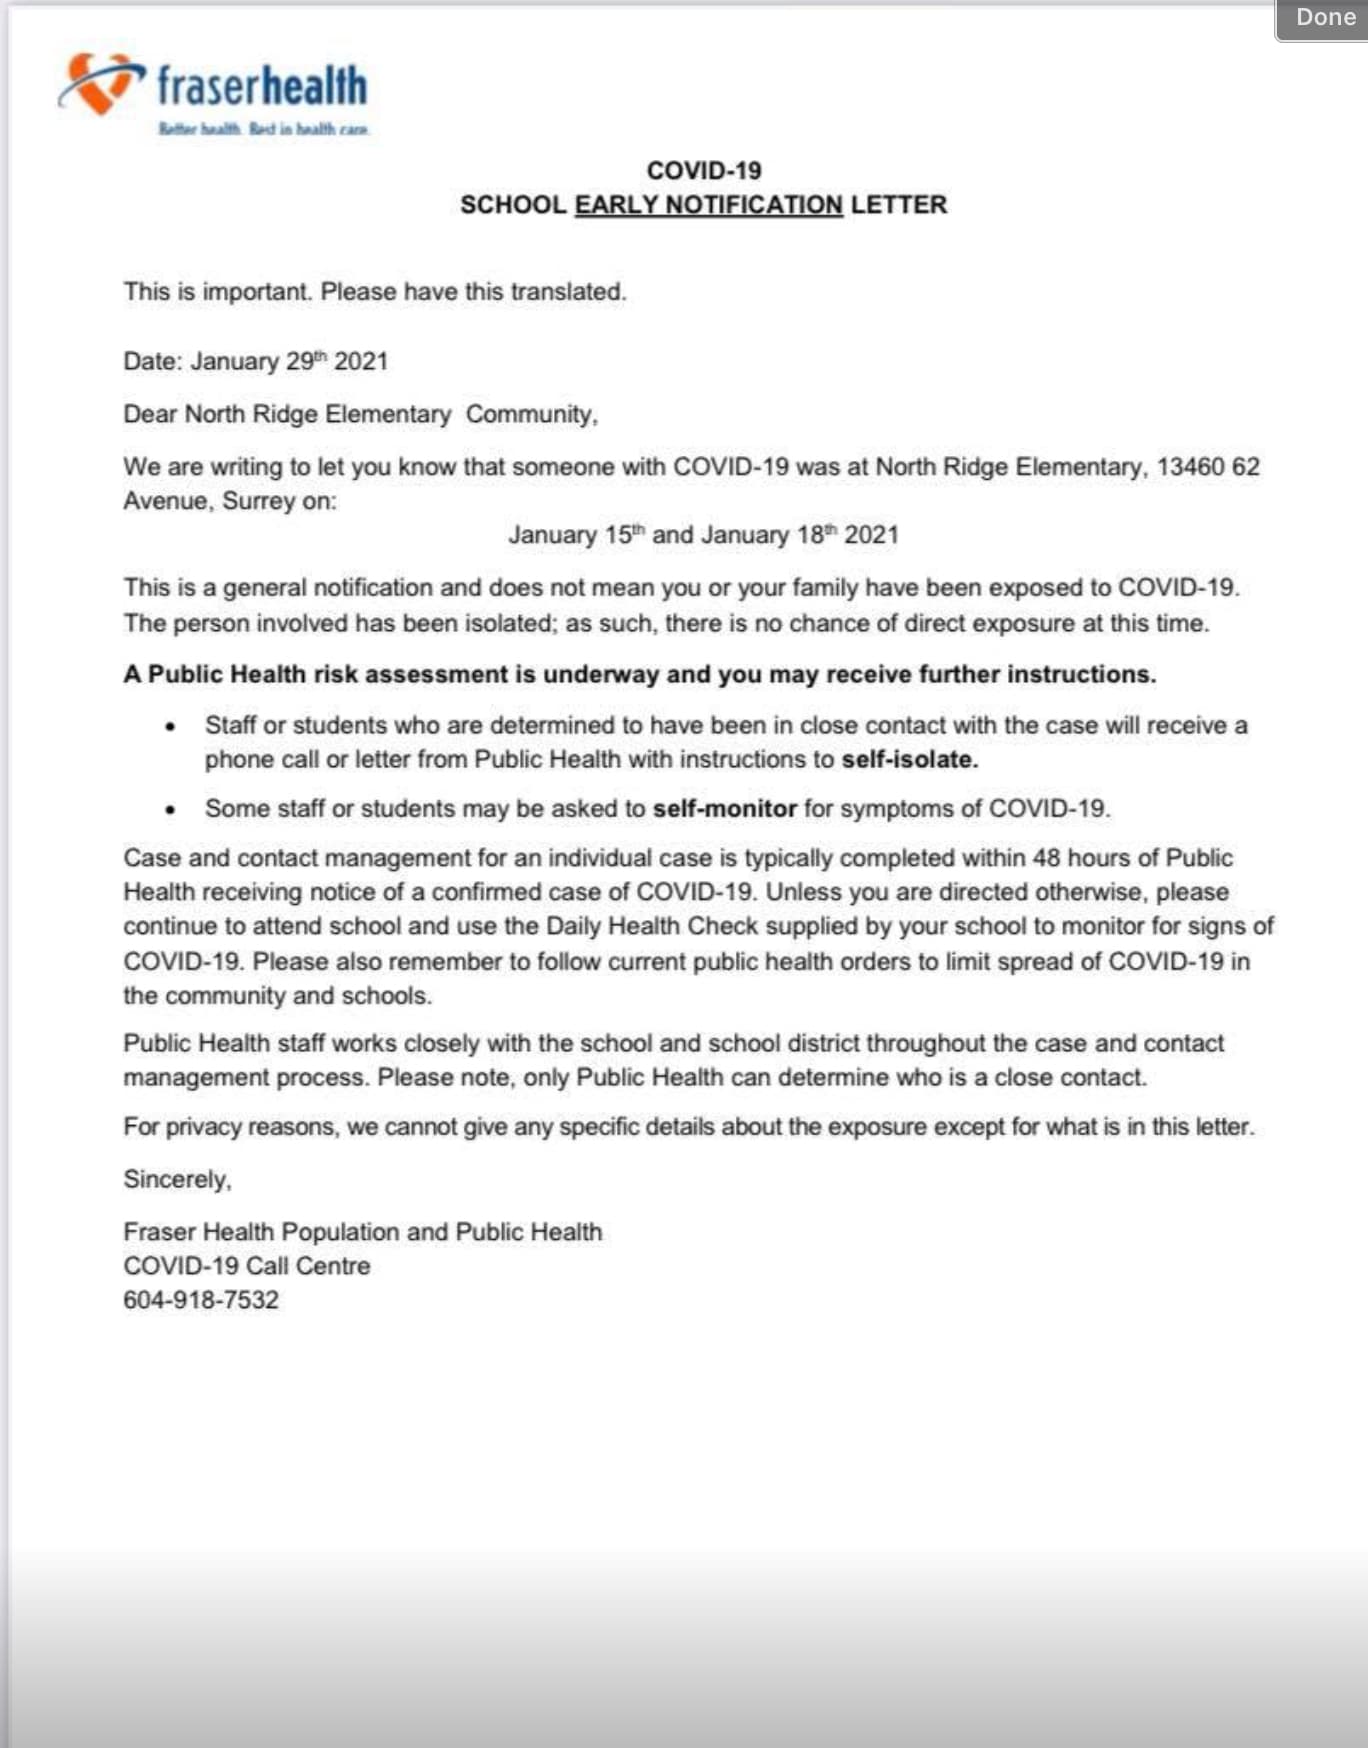 Done
fraserhealth
Better health. Best in health care.
COVID-19
SCHOOL EARLY NOTIFICATION LETTER
This is important. Please have this translated.
Date: January 29th 2021
Dear North Ridge Elementary  Community,
We are writing to let you know that someone with COVID-19 was at North Ridge Elementary, 13460 62
Avenue, Surrey on:
January 15th and January 18th 2021
This is a general notification and does not mean you or your family have been exposed to COVID-19.
The person involved has been isolated; as such, there is no chance of direct exposure at this time.
A Public Health risk assessment is underway and you may receive further instructions.
• Staff or students who are determined to have been in close contact with the case will receive a
phone call or letter from Public Health with instructions to self-isolate.
• Some staff or students may be asked to self-monitor for symptoms of COVID-19.
Case and contact management for an individual case is typically completed within 48 hours of Public
Health receiving notice of a confirmed case of COVID-19. Unless you are directed otherwise, please
continue to attend school and use the Daily Health Check supplied by your school to monitor for signs of
COVID-19. Please also remember to follow current public health orders to limit spread of COVID-19 in
the community and schools.
Public Health staff works closely with the school and school district throughout the case and contact
management process. Please note, only Public Health can determine who is a close contact.
For privacy reasons, we cannot give any specific details about the exposure except for what is in this letter.
Sincerely,
Fraser Health Population and Public Health
COVID-19 Call Centre
604-918-7532